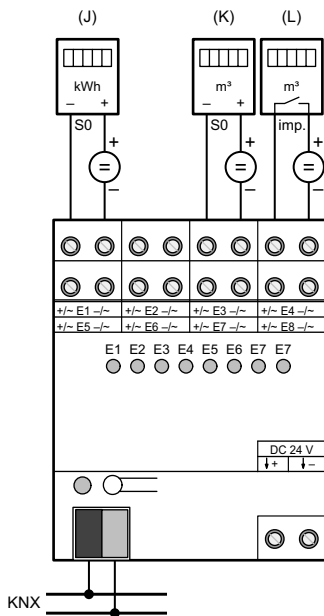 (J) (K) (L)
kWh m³ m³
– + – +
S0 S0 imp.
+ + +
= = =
– – –
+/~ E1 –/~ +/~ E2 –/~ +/~ E3 –/~ +/~ E4 –/~
+/~ E5 –/~ +/~ E6 –/~ +/~ E7 –/~ +/~ E8 –/~
E1 E2 E3 E4 E5 E6 E7 E7
DC 24 V
+ –
KNX